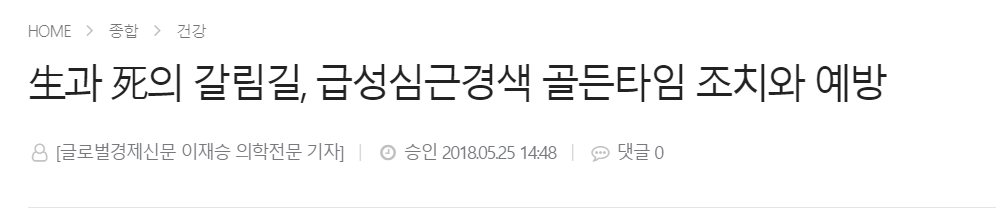 HOME > 종합 > 건강
生과 死의 갈림길, 급성심근경색 골든타임 조치와 예방
[글로벌경제신문 이재승 의학전문 기자] | 승인 2018.05.25 14:48 | 댓글 0